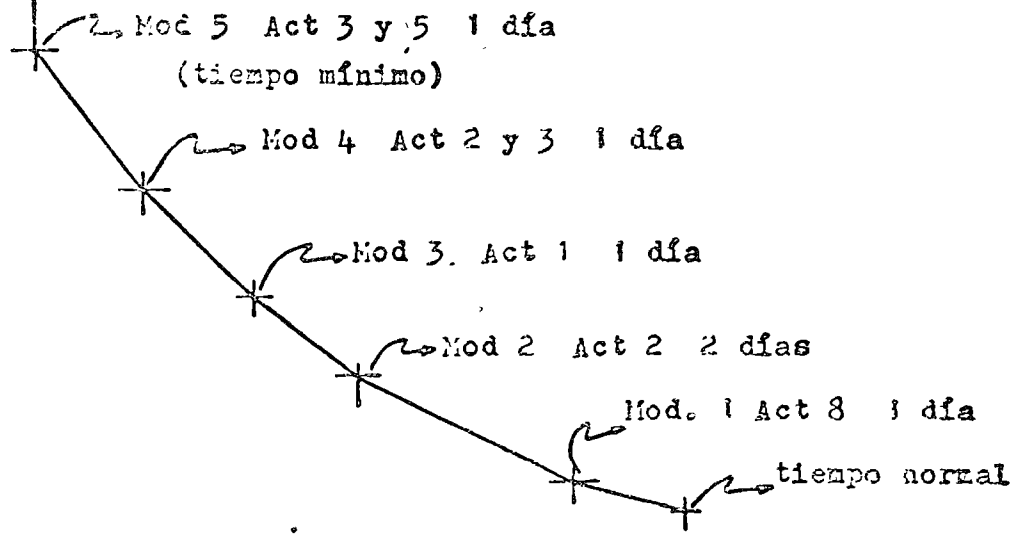 Mod 5 Act 3 y 5 1 día
(tiempo mínimo)
Mod 4 Act 2 y 3 1 día
Mod 3. Act 1 1 día
Mod 2 Act 2 2 días
Mod. 1 Act 8 1 día
tiempo normal